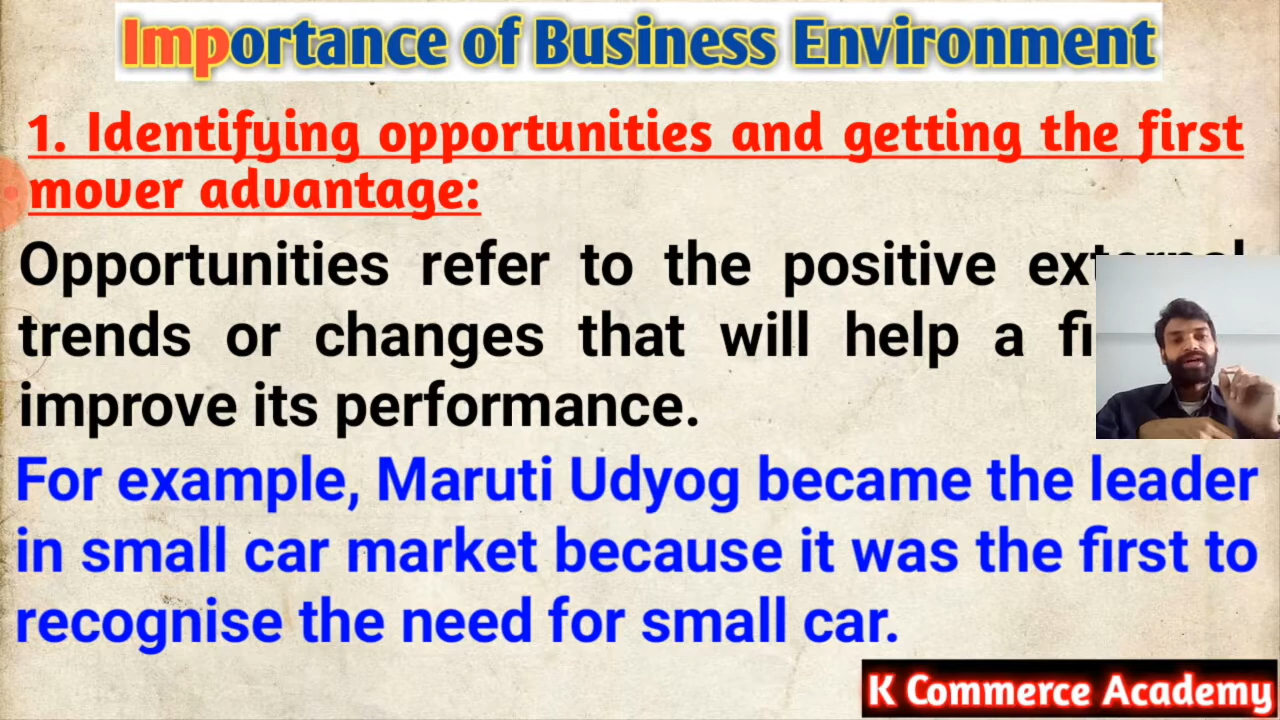 Importance of Business Environment
1. Identifying opportunities and getting the first
mover advantage:
Opportunities refer to the positive external
trends or changes that will help a
improve its performance.
For example, Maruti Udyog became the leader
in small car market because it was the first to
recognise the need for small car.
K Commerce Academy